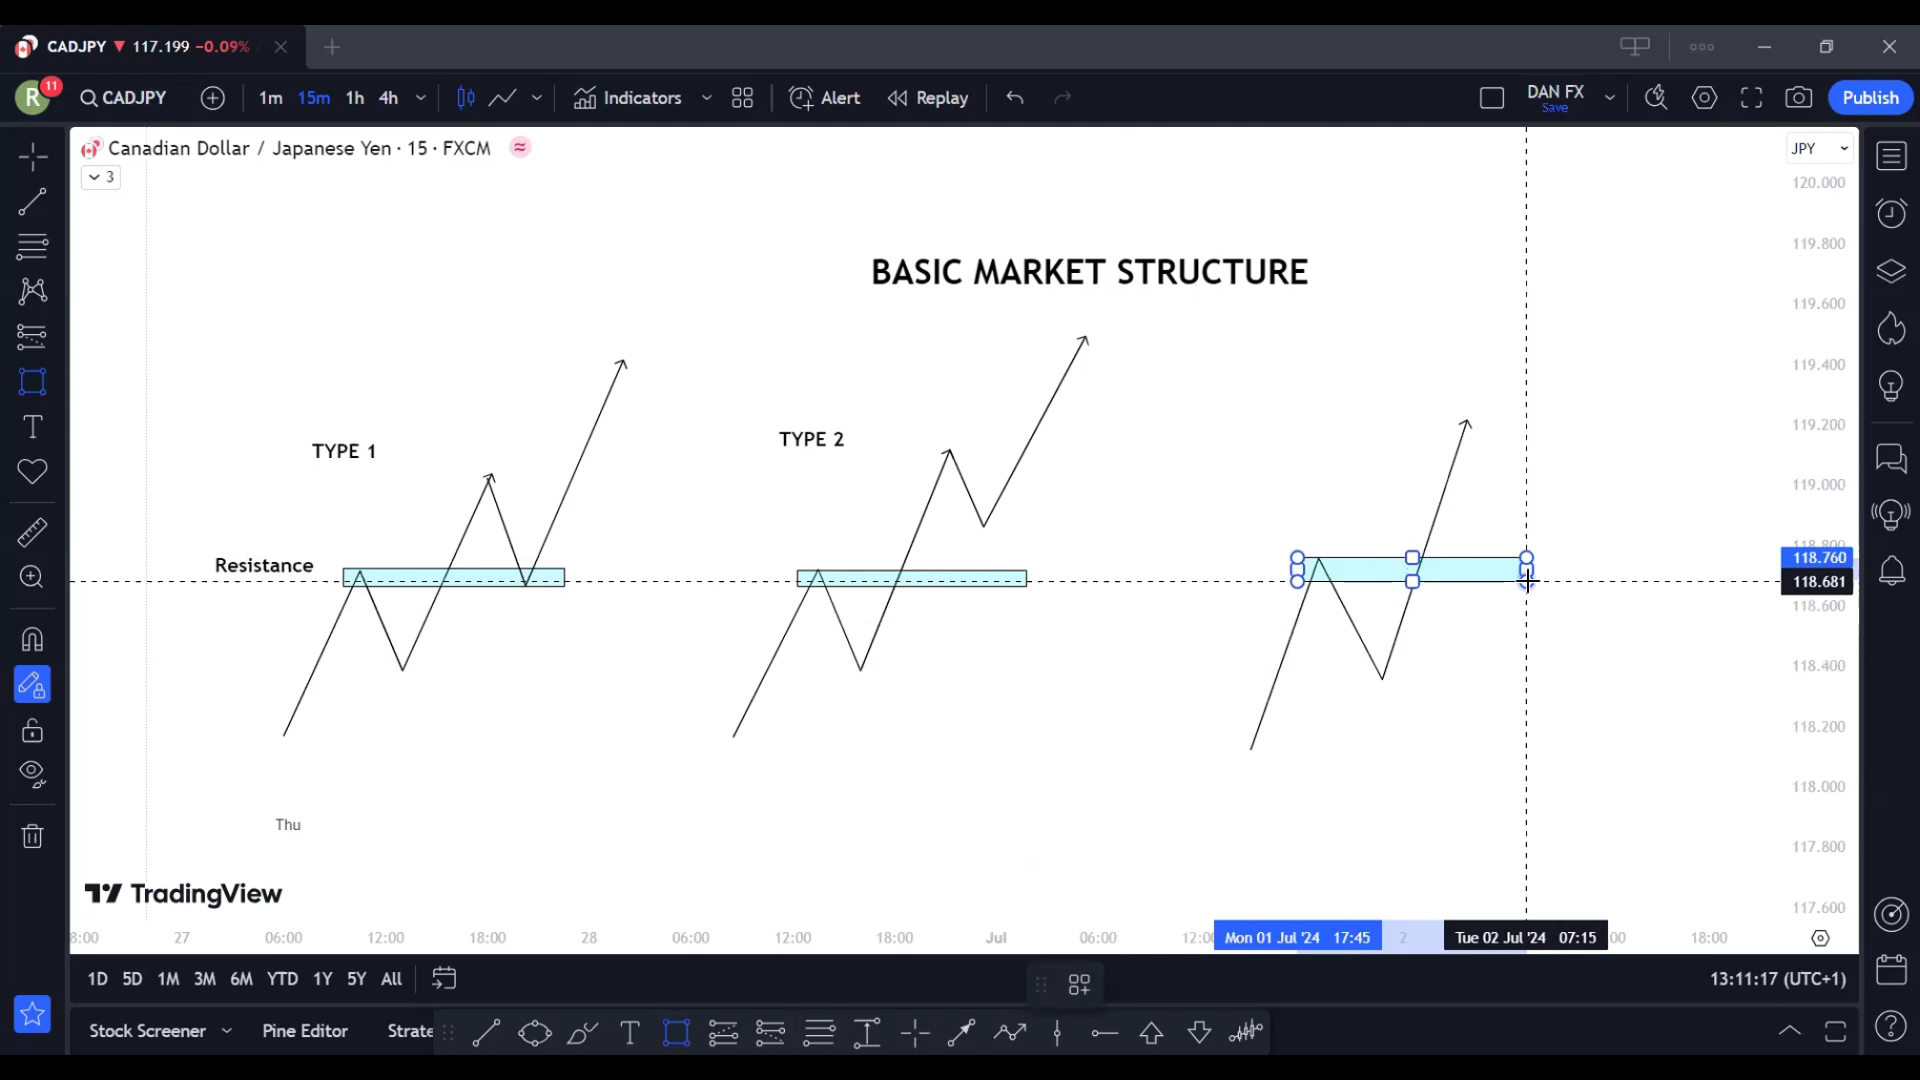 CADJPY 117.199 −0.09% /
R 11 CADJPY 1m 15m 1h 4h Indicators Alert Replay DAN FX Save Publish
Canadian Dollar / Japanese Yen · 15 · FXCM
JPY
3
120.000
119.800
BASIC MARKET STRUCTURE
119.600
119.400
119.200
TYPE 1
TYPE 2
119.000
118.800
118.760
Resistance
118.681
118.600
118.400
118.200
118.000
Thu
117.800
TradingView
117.600
8:00 27 06:00 12:00 18:00 28 06:00 12:00 18:00 Jul 06:00 12:00 Mon 01 Jul '24 17:45 2 Tue 02 Jul '24 07:15 00 18:00
1D 5D 1M 3M 6M YTD 1Y 5Y All 13:11:17 (UTC+1)
Stock Screener Pine Editor Strate